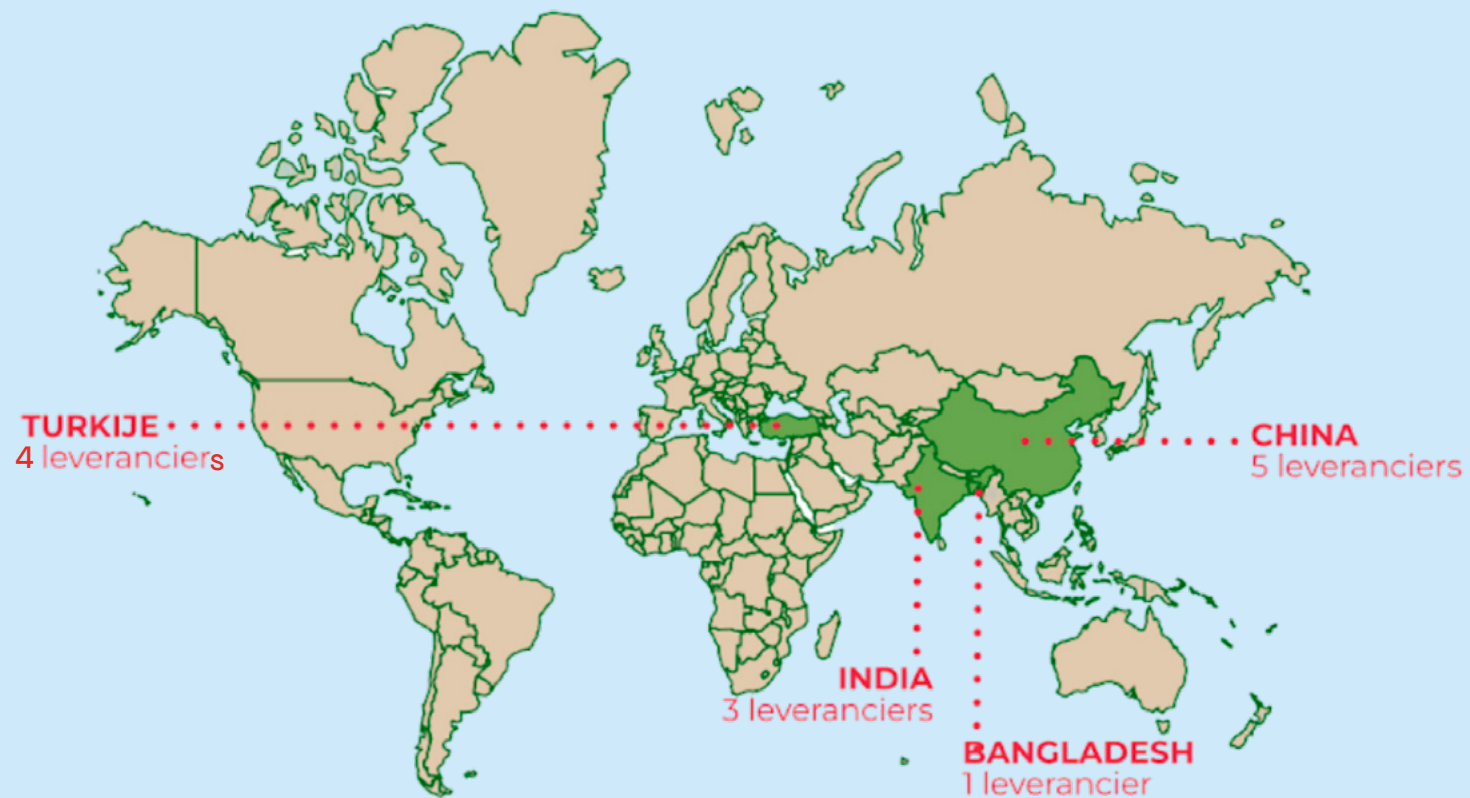 TURKIJE
4 leveranciers
CHINA
5 leveranciers
INDIA
3 leveranciers
BANGLADESH
1 leverancier